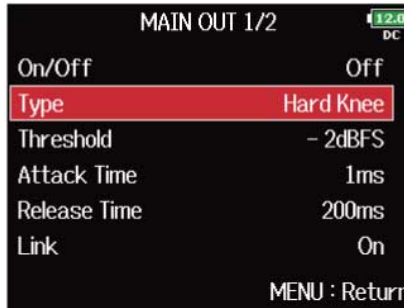 MAIN OUT 1/2 12.0
DC
On/Off Off
Type Hard Knee
Threshold - 2dBFS
Attack Time 1ms
Release Time 200ms
Link On
MENU : Return